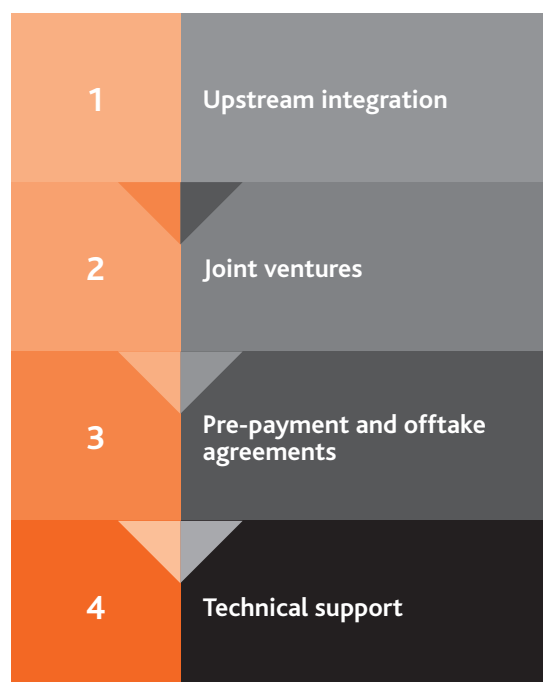 1
Upstream integration
2
Joint ventures
3
Pre-payment and offtake
agreements
4
Technical support